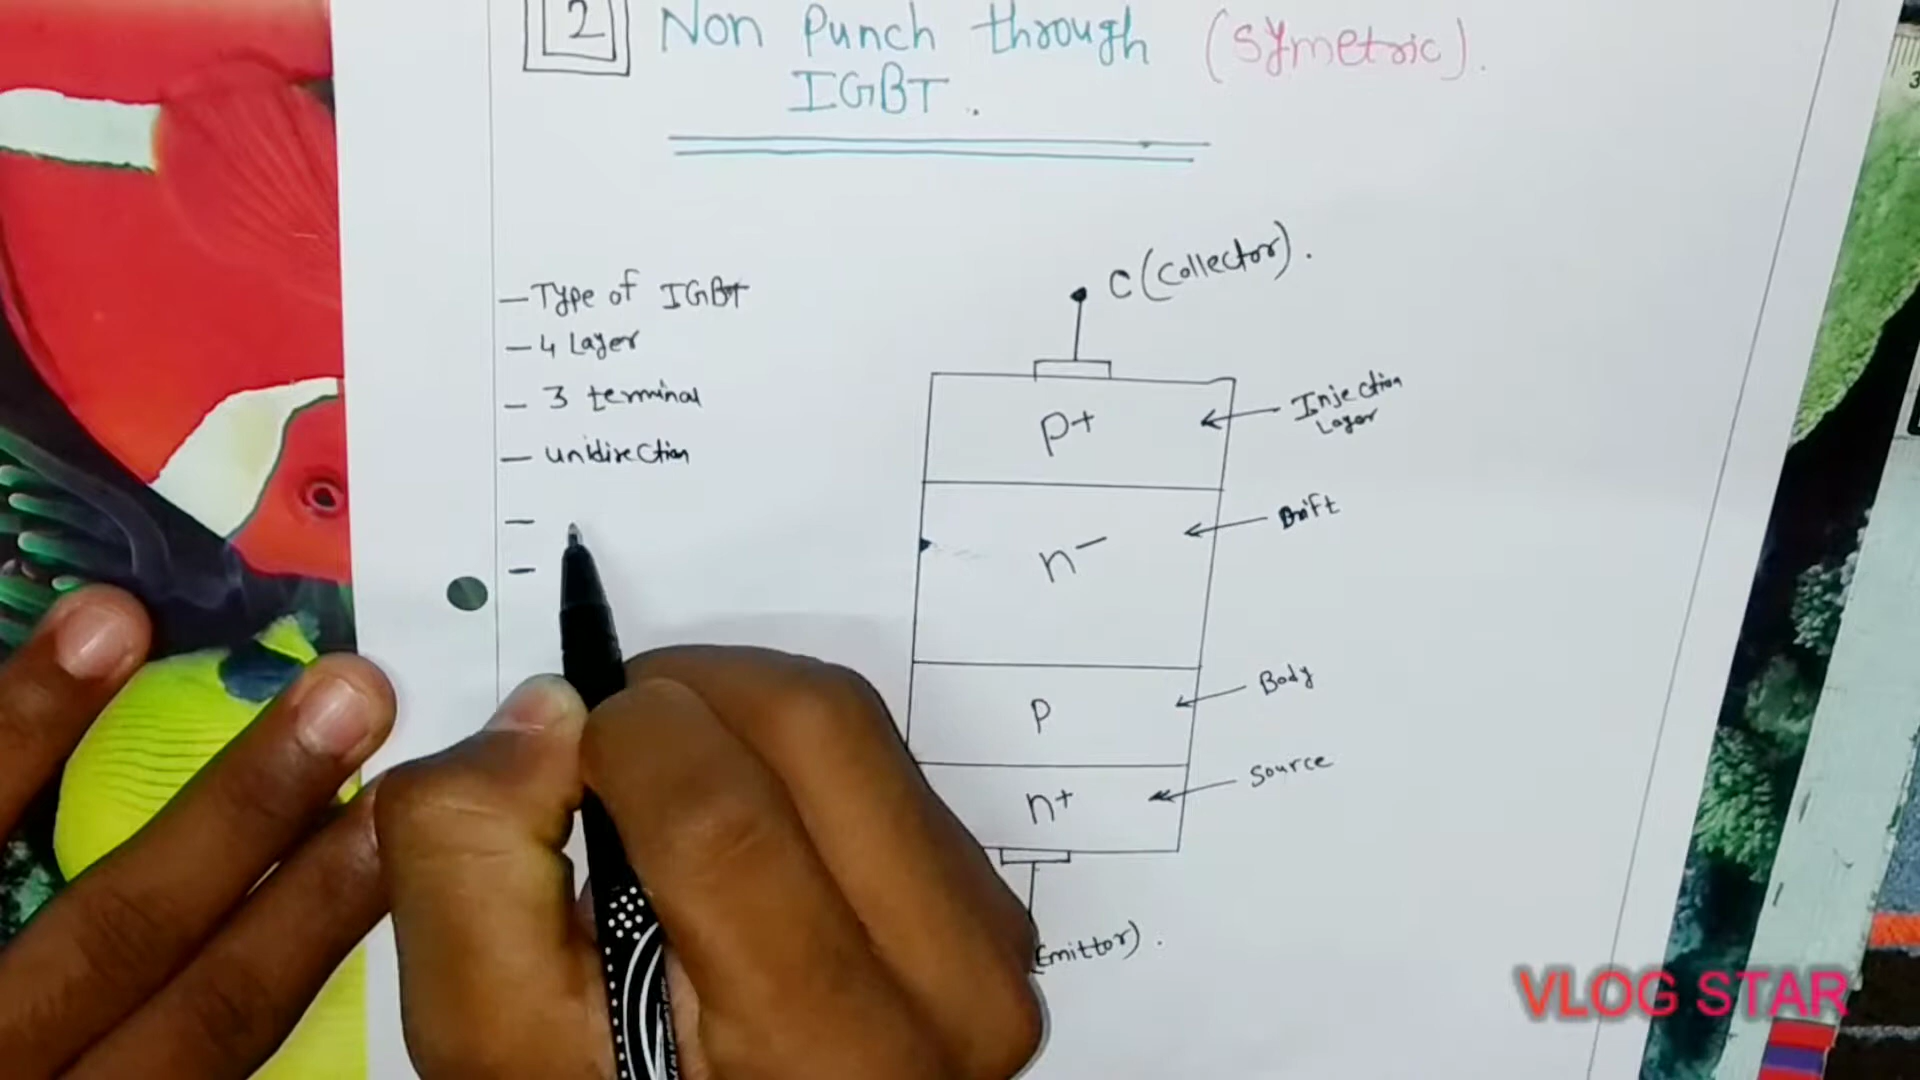 2 Non Punch through (symetric).
IGBT.
C (Collector).
- Type of IGBT
- 4 Layer
- 3 terminal
- unidirection
-
-
P+
Injection
Layer
n-
Drift
P
Body
n+
Source
(Emittor).
VLOG STAR